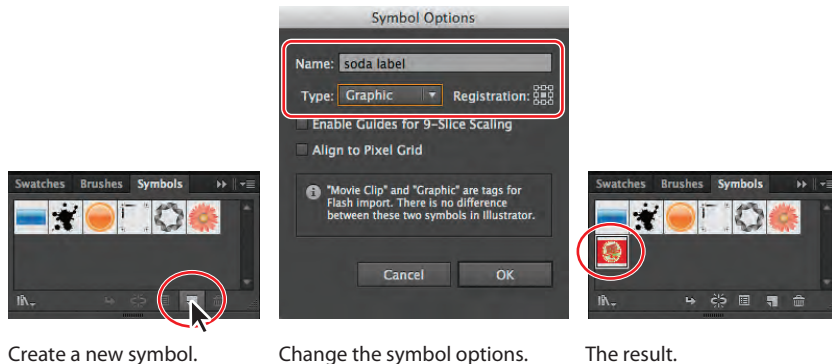 Symbol Options
Name: soda label
Type: Graphic Registration:
Enable Guides for 9-Slice Scaling
Align to Pixel Grid
"Movie Clip" and "Graphic" are tags for
Flash import. There is no difference
between these two symbols in Illustrator.
Cancel OK
Swatches Brushes Symbols
Swatches Brushes Symbols
Create a new symbol.
Change the symbol options.
The result.